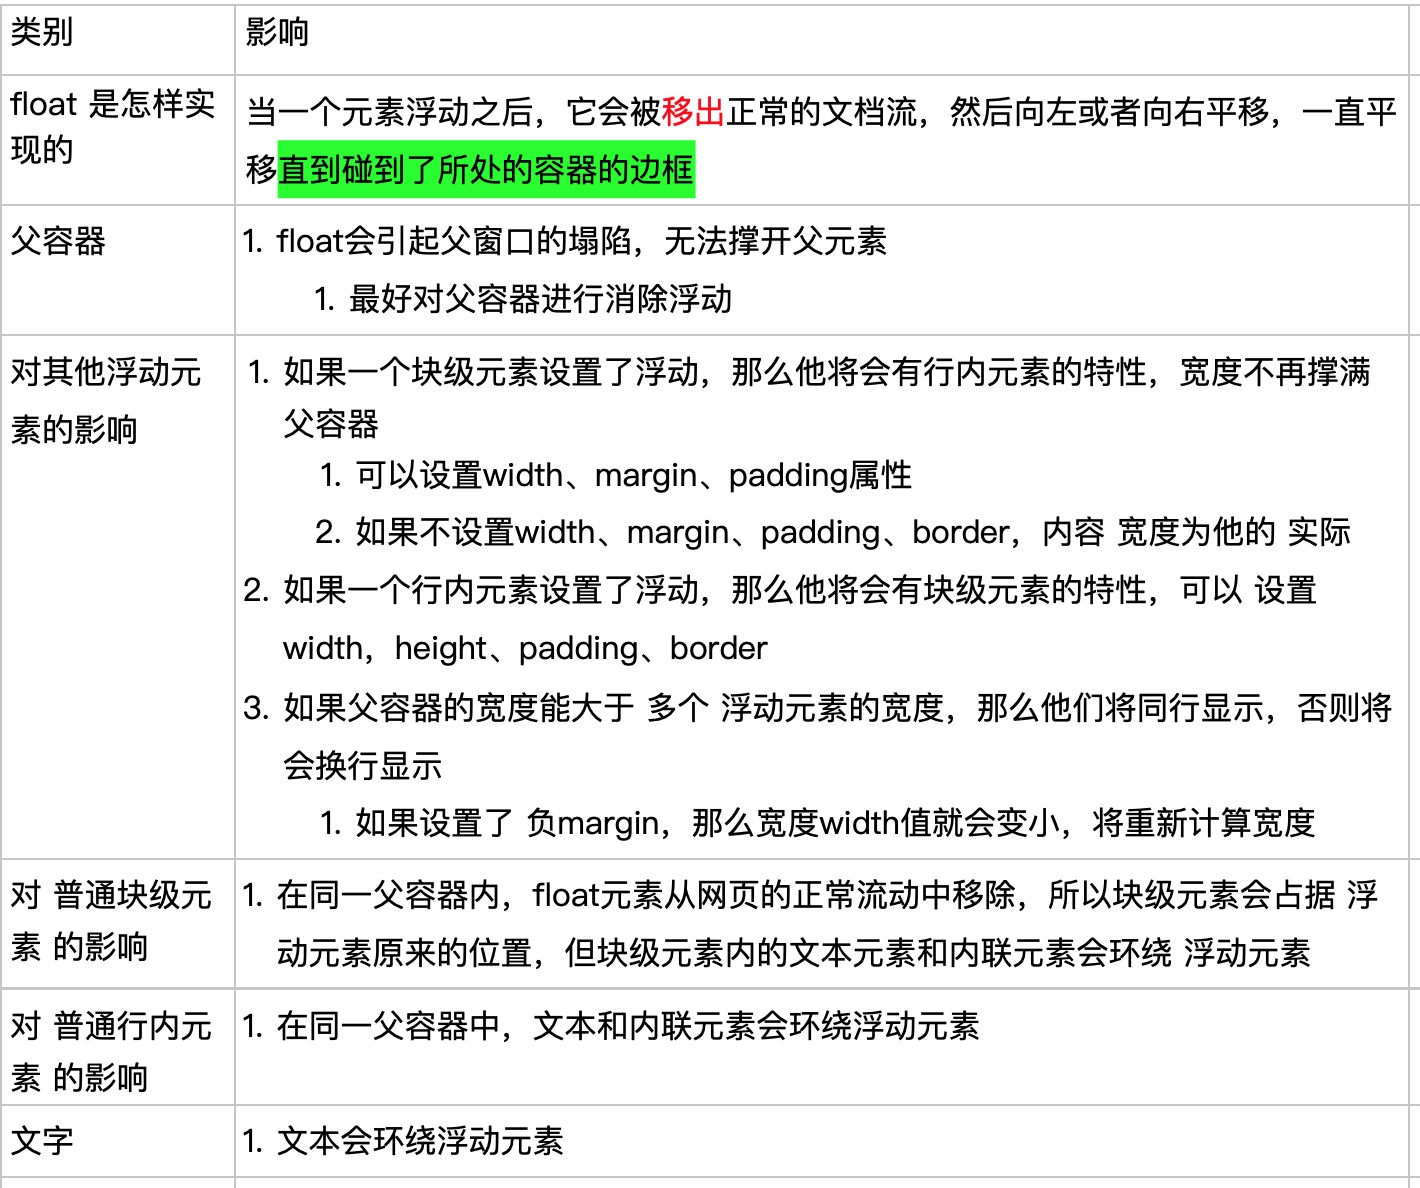 类别
影响
float 是怎样实
现的
当一个元素浮动之后，它会被移出正常的文档流，然后向左或者向右平移，一直平
移直到碰到了所处的容器的边框
父容器
1. float会引起父窗口的塌陷，无法撑开父元素
1. 最好对父容器进行消除浮动
对其他浮动元
素的影响
1. 如果一个块级元素设置了浮动，那么他将会有行内元素的特性，宽度不再撑满
父容器
1. 可以设置width、margin、padding属性
2. 如果不设置width、margin、padding、border，内容 宽度为他的 实际
2. 如果一个行内元素设置了浮动，那么他将会有块级元素的特性，可以 设置
width，height、padding、border
3. 如果父容器的宽度能大于 多个 浮动元素的宽度，那么他们将同行显示，否则将
会换行显示
1. 如果设置了 负margin，那么宽度width值就会变小，将重新计算宽度
对 普通块级元
素 的影响
1. 在同一父容器内，float元素从网页的正常流动中移除，所以块级元素会占据 浮
动元素原来的位置，但块级元素内的文本元素和内联元素会环绕 浮动元素
对 普通行内元
素 的影响
1. 在同一父容器中，文本和内联元素会环绕浮动元素
文字
1. 文本会环绕浮动元素